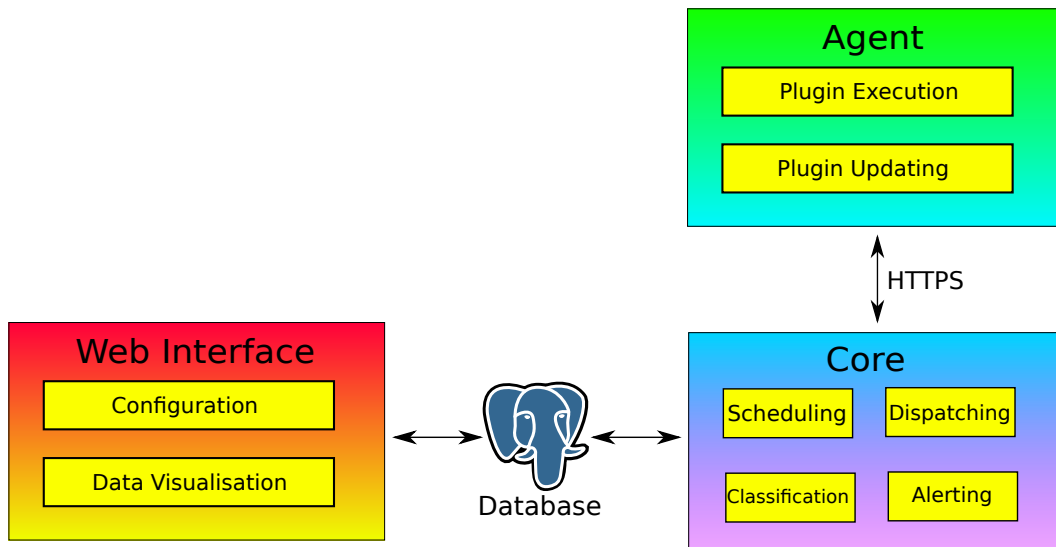 Agent
Plugin Execution
Plugin Updating
HTTPS
Web Interface
Configuration
Data Visualisation
Database
Core
Scheduling
Dispatching
Classification
Alerting